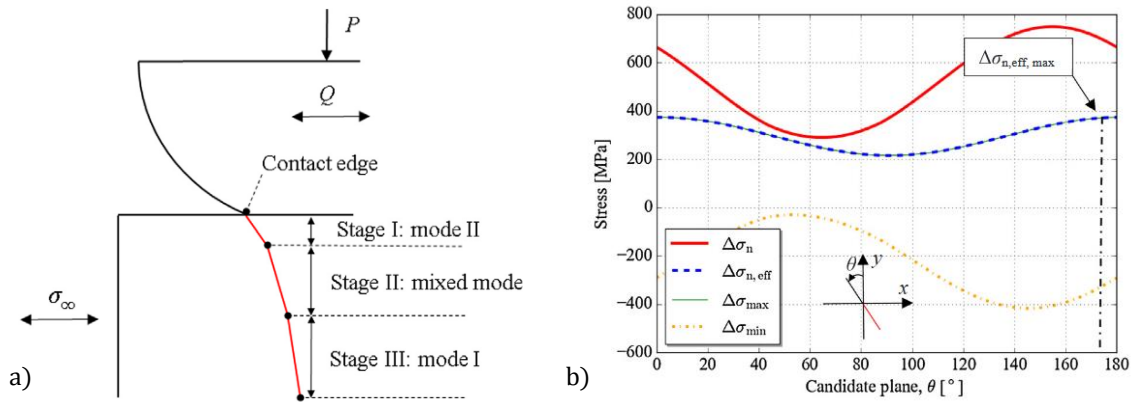 a)
P
Q
Contact edge
Stage I: mode II
Stage II: mixed mode
σ∞
Stage III: mode I
b)
800
600
400
200
0
−200
−400
−600
Stress [MPa]
Δσn,eff, max
Δσn
Δσn,eff
Δσmax
Δσmin
θ
y
x
0
20
40
60
80
100
120
140
160
180
Candidate plane, θ [°]